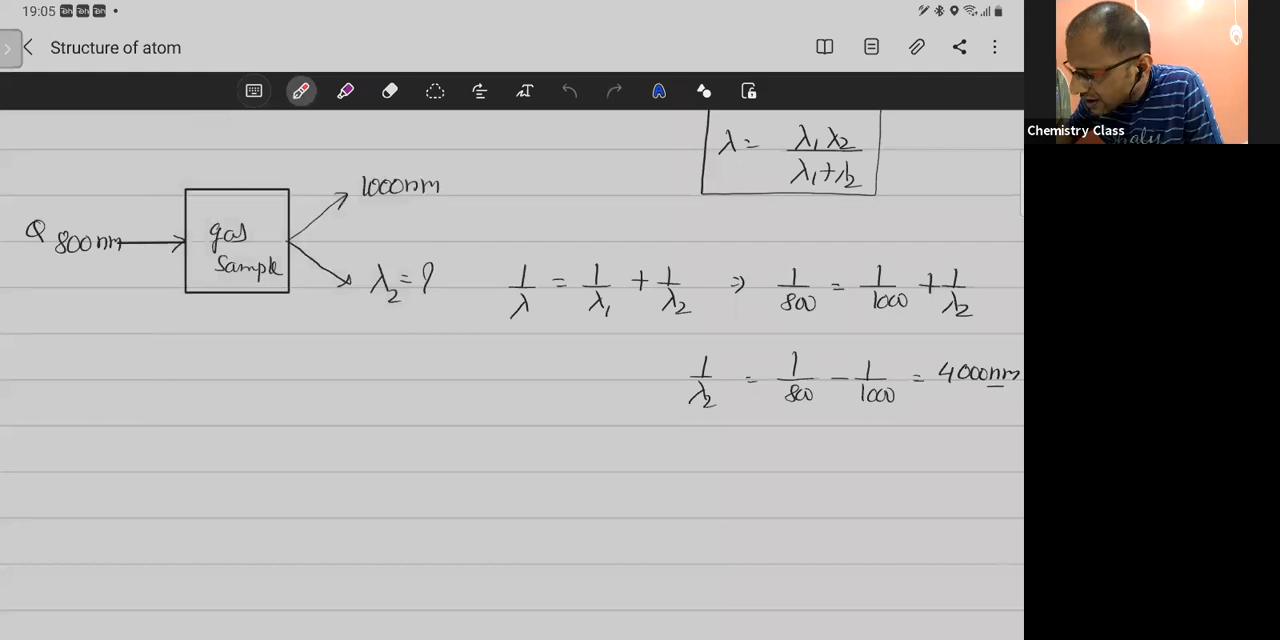 19:05
Structure of atom
Chemistry Class
λ = λ₁λ₂ / λ₁+λ₂
1000nm
Q 800nm
gas
sample
λ₂ = ?
1/λ = 1/λ₁ + 1/λ₂ ⇒ 1/800 = 1/1000 + 1/λ₂
1/λ₂ = 1/800 − 1/1000 = 4000nm